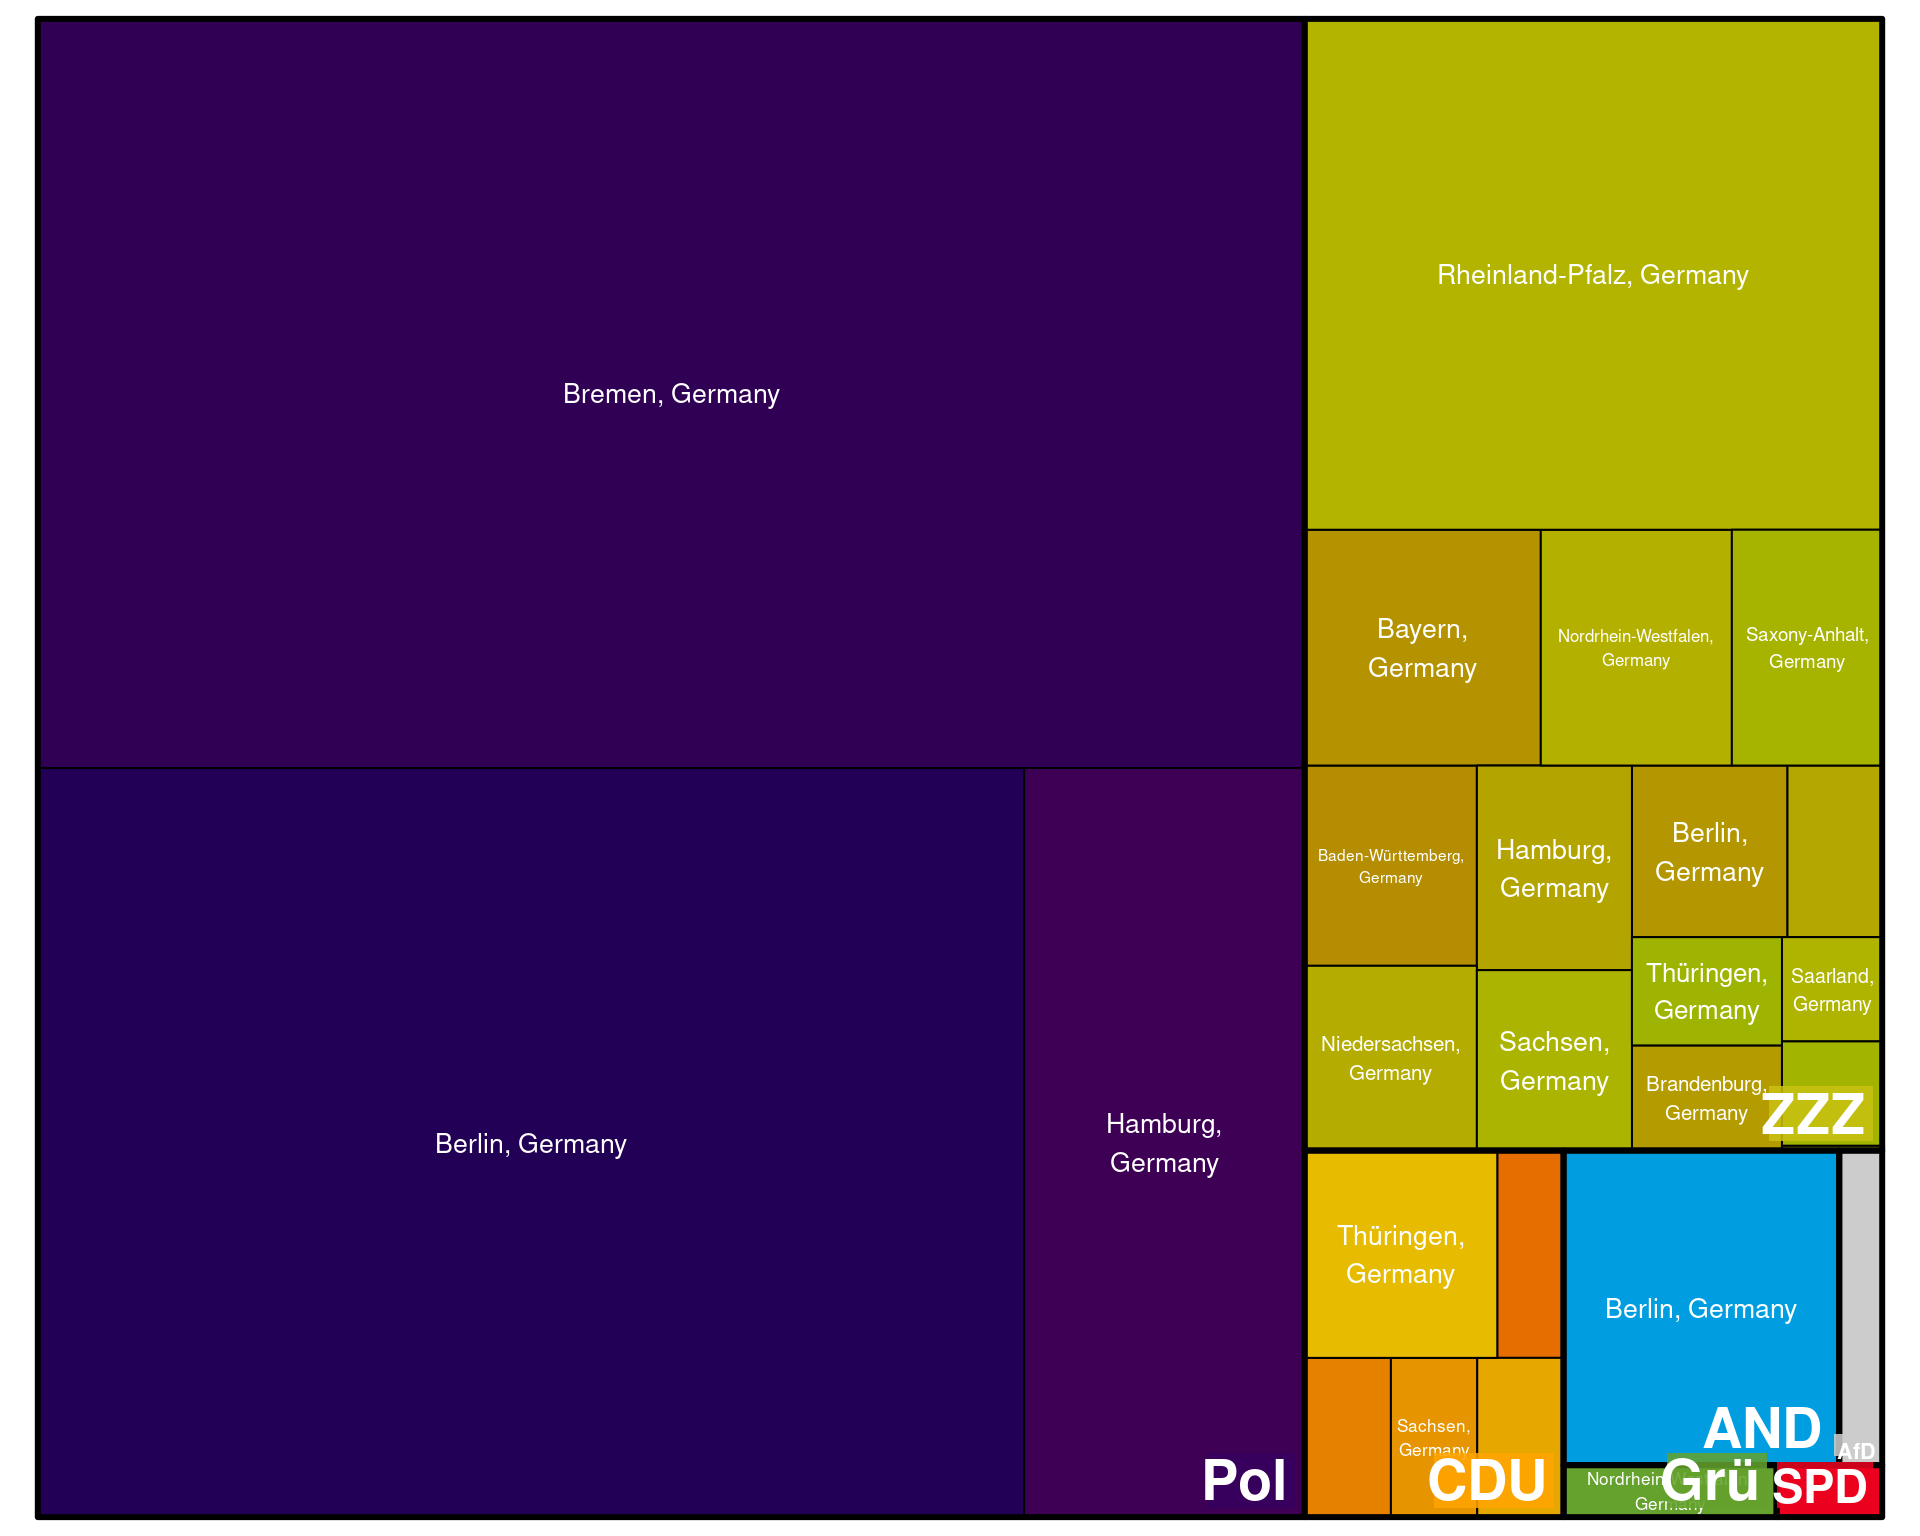 Bremen, Germany
Berlin, Germany
Hamburg,
Germany
Pol
Rheinland-Pfalz, Germany
Bayern,
Germany
Nordrhein-Westfalen,
Germany
Saxony-Anhalt,
Germany
Baden-Württemberg,
Germany
Hamburg,
Germany
Berlin,
Germany
Niedersachsen,
Germany
Sachsen,
Germany
Thüringen,
Germany
Saarland,
Germany
Brandenburg,
Germany
ZZZ
Thüringen,
Germany
Sachsen,
Germany
CDU
Berlin, Germany
AND
AfD
Germany
Grü
SPD